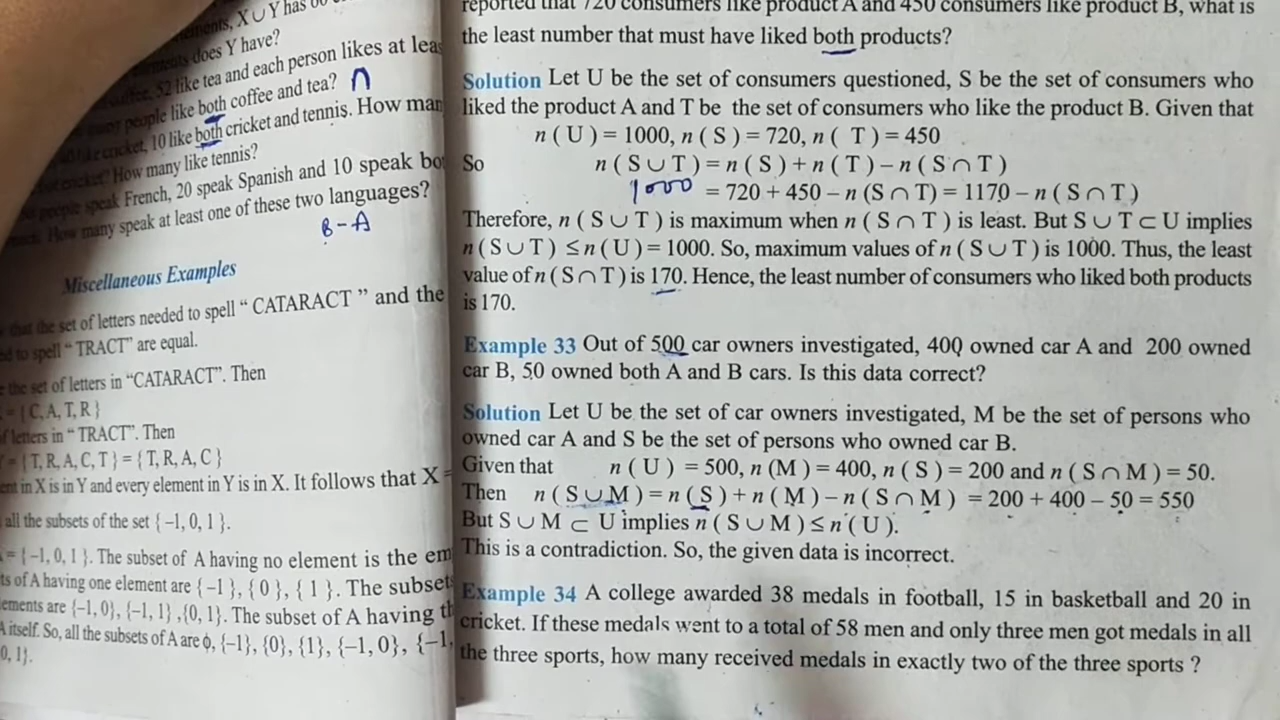 ments, X ∪ Y has
does Y have?
52 like tea and each person likes at leas
people like both coffee and tea? n
cricket, 10 like both cricket and tennis. How man
cricket? How many like tennis?
people speak French, 20 speak Spanish and 10 speak bo
How many speak at least one of these two languages?
B-A
Miscellaneous Examples
that the set of letters needed to spell “ CATARACT ” and the
to spell “ TRACT” are equal.
the set of letters in “CATARACT”. Then
= { C, A, T, R }
f letters in “ TRACT”. Then
= { T, R, A, C, T } = { T, R, A, C }
ent in X is in Y and every element in Y is in X. It follows that X =
all the subsets of the set { –1, 0, 1 }.
= { –1, 0, 1 }. The subset of A having no element is the em
ts of A having one element are { –1 }, { 0 }, { 1 }. The subset
ements are {–1, 0}, {–1, 1} ,{0, 1}. The subset of A having th
A itself. So, all the subsets of A are ϕ, {–1}, {0}, {1}, {–1, 0}, {–1,
0, 1}.
reported that 720 consumers like product A and 450 consumers like product B, what is
the least number that must have liked both products?
Solution Let U be the set of consumers questioned, S be the set of consumers who
liked the product A and T be the set of consumers who like the product B. Given that
n ( U ) = 1000, n ( S ) = 720, n ( T ) = 450
So n ( S ∪ T ) = n ( S ) + n ( T ) – n ( S ∩ T )
1000 = 720 + 450 – n (S ∩ T) = 1170 – n ( S ∩ T )
Therefore, n ( S ∪ T ) is maximum when n ( S ∩ T ) is least. But S ∪ T ⊂ U implies
n ( S ∪ T ) ≤ n ( U ) = 1000. So, maximum values of n ( S ∪ T ) is 1000. Thus, the least
value of n ( S ∩ T ) is 170. Hence, the least number of consumers who liked both products
is 170.
Example 33 Out of 500 car owners investigated, 400 owned car A and 200 owned
car B, 50 owned both A and B cars. Is this data correct?
Solution Let U be the set of car owners investigated, M be the set of persons who
owned car A and S be the set of persons who owned car B.
Given that n ( U ) = 500, n (M ) = 400, n ( S ) = 200 and n ( S ∩ M ) = 50.
Then n ( S ∪ M ) = n ( S ) + n ( M ) – n ( S ∩ M ) = 200 + 400 – 50 = 550
But S ∪ M ⊂ U implies n ( S ∪ M ) ≤ n ( U ).
This is a contradiction. So, the given data is incorrect.
Example 34 A college awarded 38 medals in football, 15 in basketball and 20 in
cricket. If these medals went to a total of 58 men and only three men got medals in all
the three sports, how many received medals in exactly two of the three sports ?